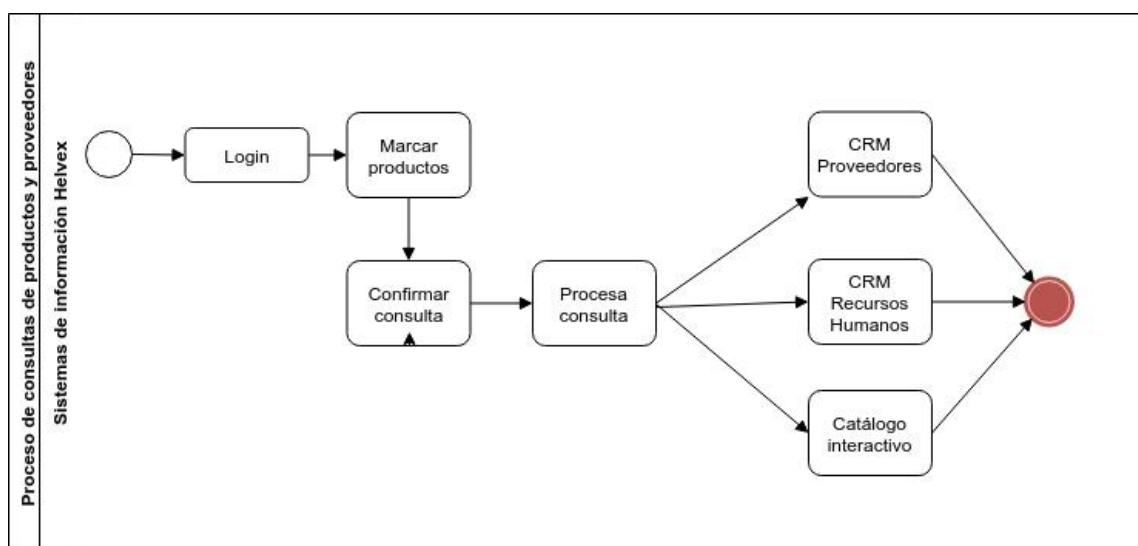 Proceso de consultas de productos y proveedores
Sistemas de información Helvex
Login
Marcar
productos
Confirmar
consulta
Procesa
consulta
CRM
Proveedores
CRM
Recursos
Humanos
Catálogo
interactivo